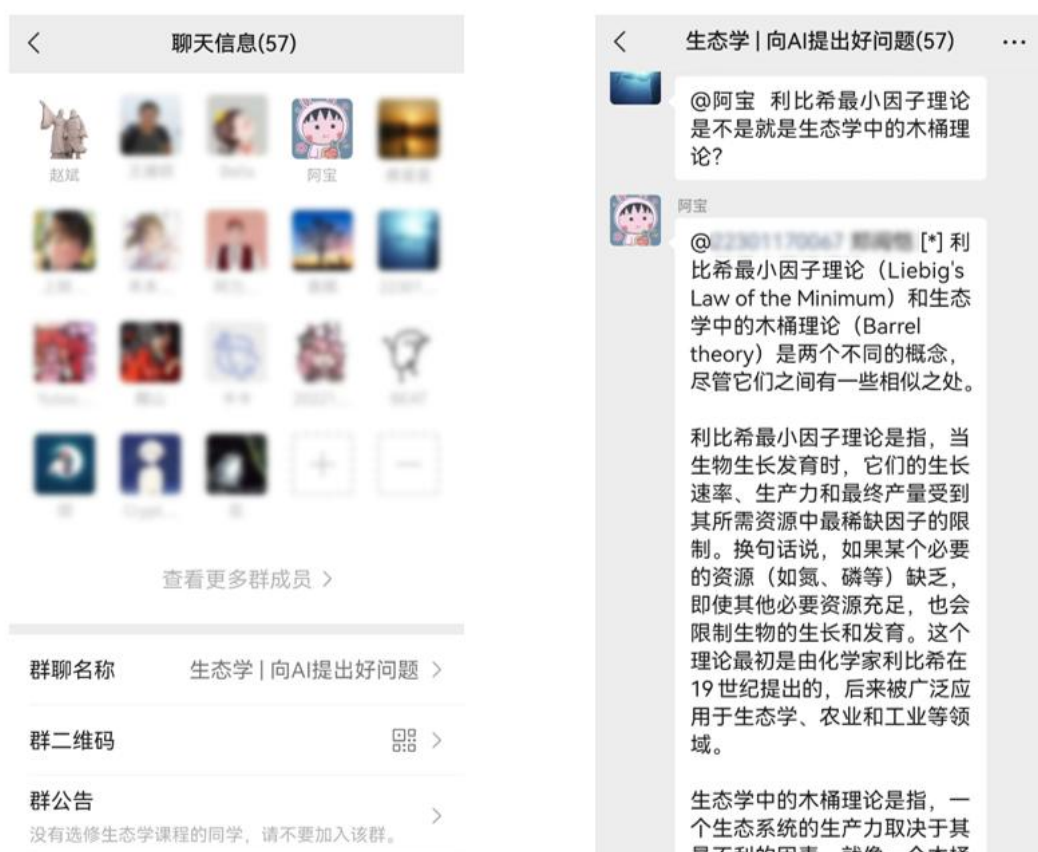 聊天信息(57)
赵斌
阿宝
查看更多群成员
群聊名称
生态学 | 向AI提出好问题
群二维码
群公告
没有选修生态学课程的同学，请不要加入该群。
生态学 | 向AI提出好问题(57)
@阿宝 利比希最小因子理论
是不是就是生态学中的木桶理
论?
阿宝
@22301170067 [*] 利
比希最小因子理论（Liebig's
Law of the Minimum）和生态
学中的木桶理论（Barrel
theory）是两个不同的概念，
尽管它们之间有一些相似之处。
利比希最小因子理论是指，当
生物生长发育时，它们的生长
速率、生产力和最终产量受到
其所需资源中最稀缺因子的限
制。换句话说，如果某个必要
的资源（如氮、磷等）缺乏，
即使其他必要资源充足，也会
限制生物的生长和发育。这个
理论最初是由化学家利比希在
19 世纪提出的，后来被广泛应
用于生态学、农业和工业等领
域。
生态学中的木桶理论是指，一
个生态系统的生产力取决于其